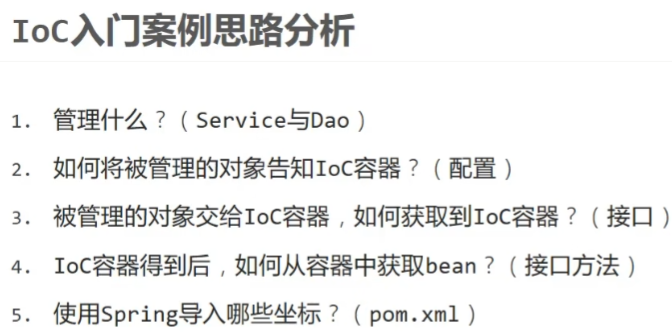 IoC入门案例思路分析
1. 管理什么？（Service与Dao）
2. 如何将被管理的对象告知IoC容器？（配置）
3. 被管理的对象交给IoC容器，如何获取到IoC容器？（接口）
4. IoC容器得到后，如何从容器中获取bean？（接口方法）
5. 使用Spring导入哪些坐标？（pom.xml）